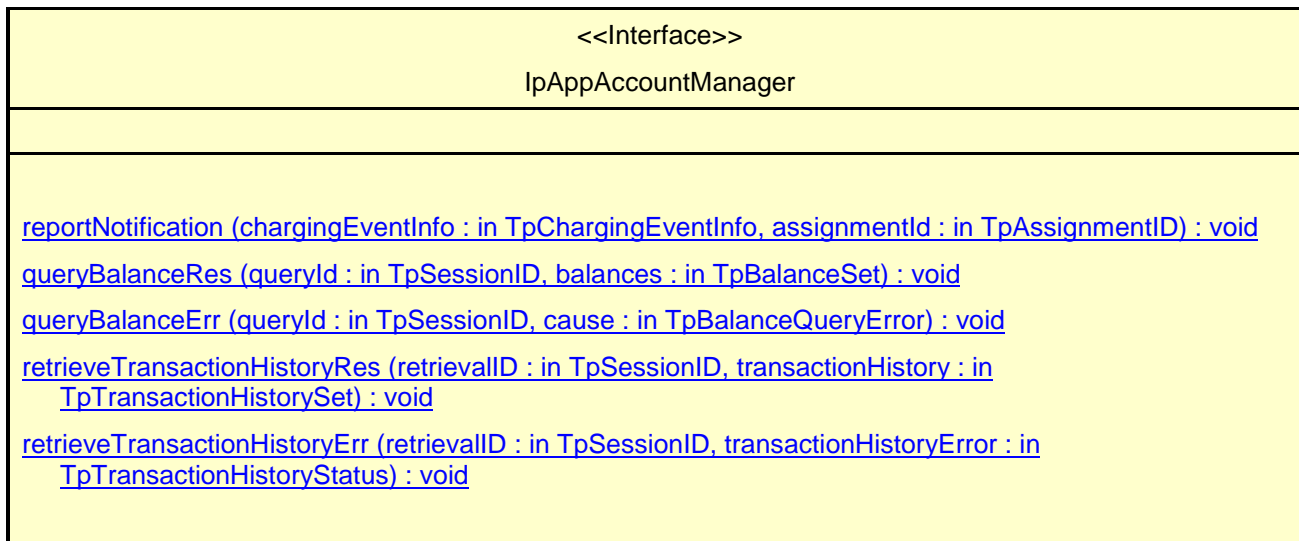 <<Interface>>
IpAppAccountManager
reportNotification (chargingEventInfo : in TpChargingEventInfo, assignmentId : in TpAssignmentID) : void
queryBalanceRes (queryId : in TpSessionID, balances : in TpBalanceSet) : void
queryBalanceErr (queryId : in TpSessionID, cause : in TpBalanceQueryError) : void
retrieveTransactionHistoryRes (retrievalID : in TpSessionID, transactionHistory : in
TpTransactionHistorySet) : void
retrieveTransactionHistoryErr (retrievalID : in TpSessionID, transactionHistoryError : in
TpTransactionHistoryStatus) : void